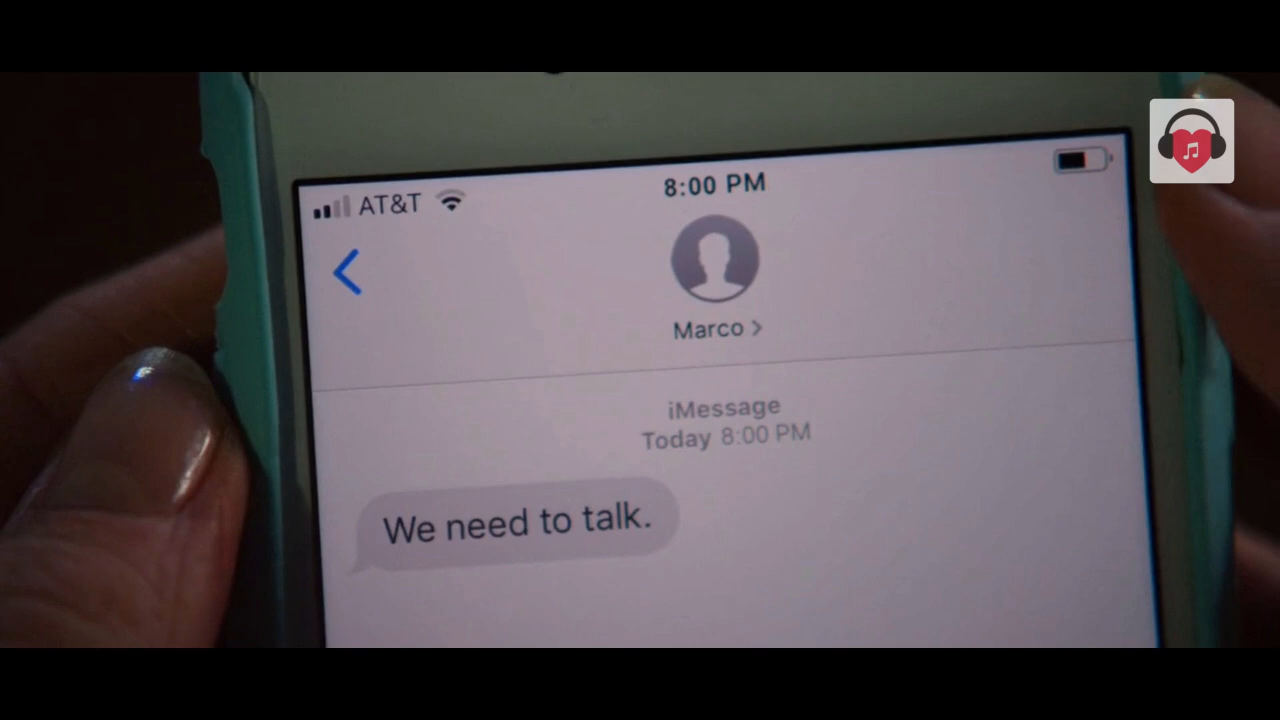 AT&T
8:00 PM
Marco
iMessage
Today 8:00 PM
We need to talk.